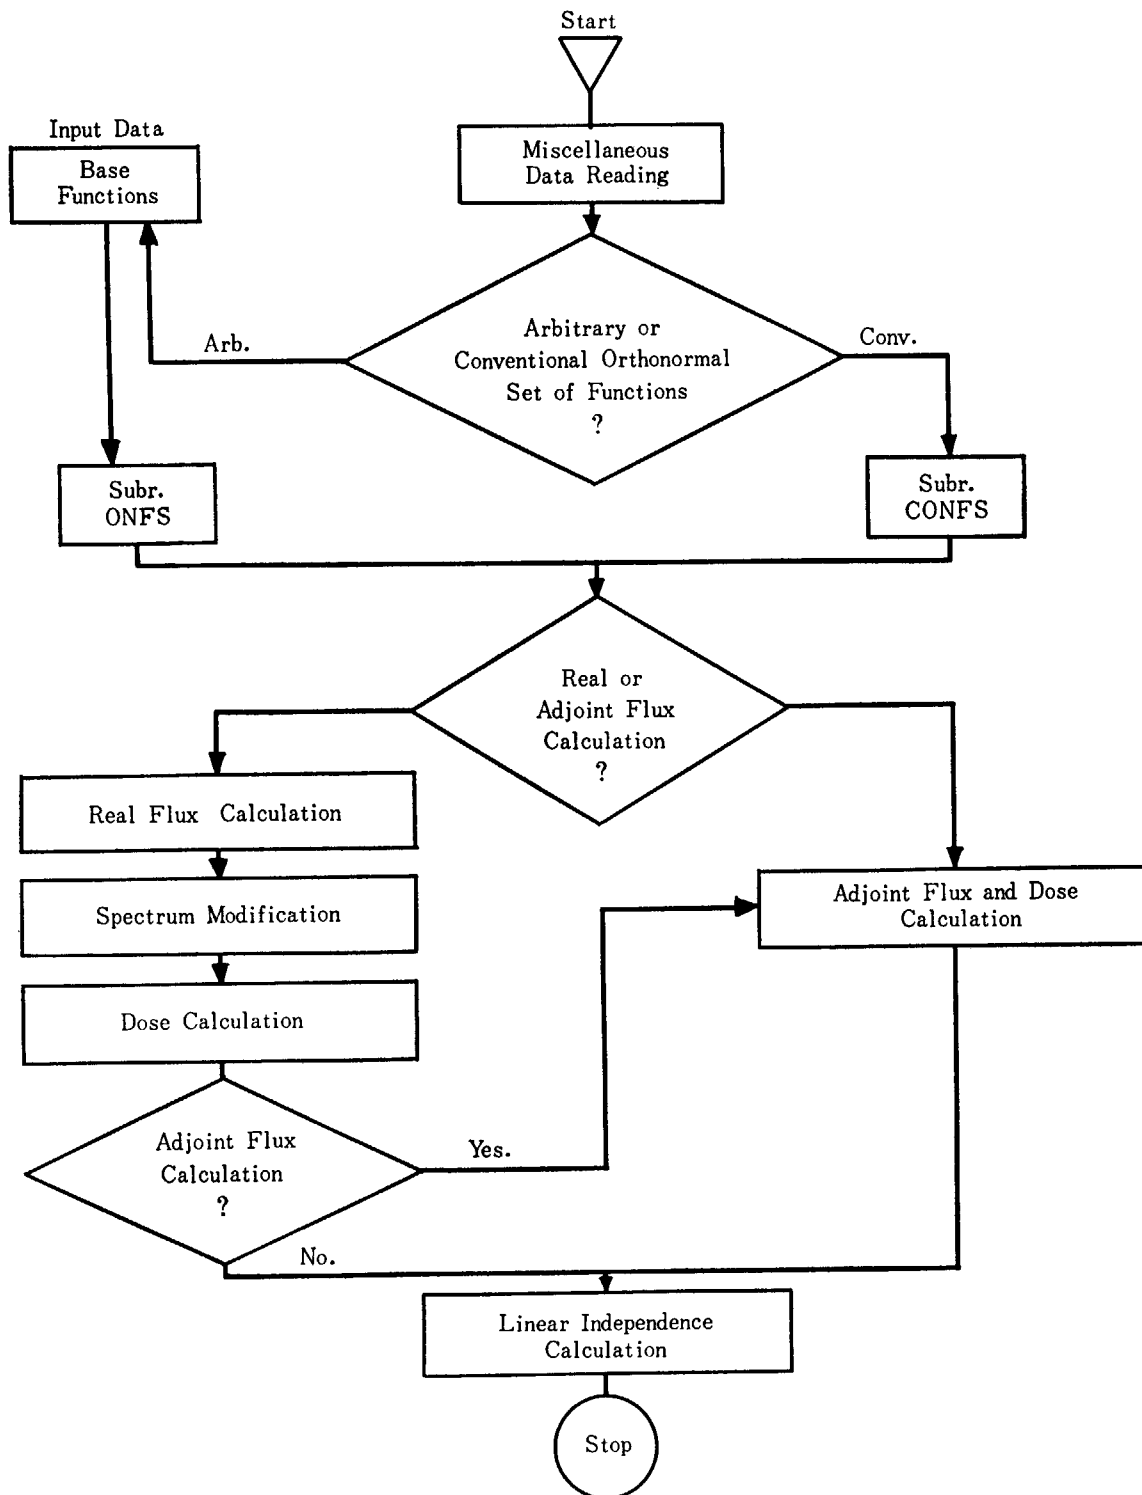 Start
Input Data
Base
Functions
Miscellaneous
Data Reading
Arb.
Arbitrary or
Conventional Orthonormal
Set of Functions
?
Conv.
Subr.
ONFS
Subr.
CONFS
Real or
Adjoint Flux
Calculation
?
Real Flux Calculation
Spectrum Modification
Dose Calculation
Adjoint Flux and Dose
Calculation
Adjoint Flux
Calculation
?
Yes.
No.
Linear Independence
Calculation
Stop